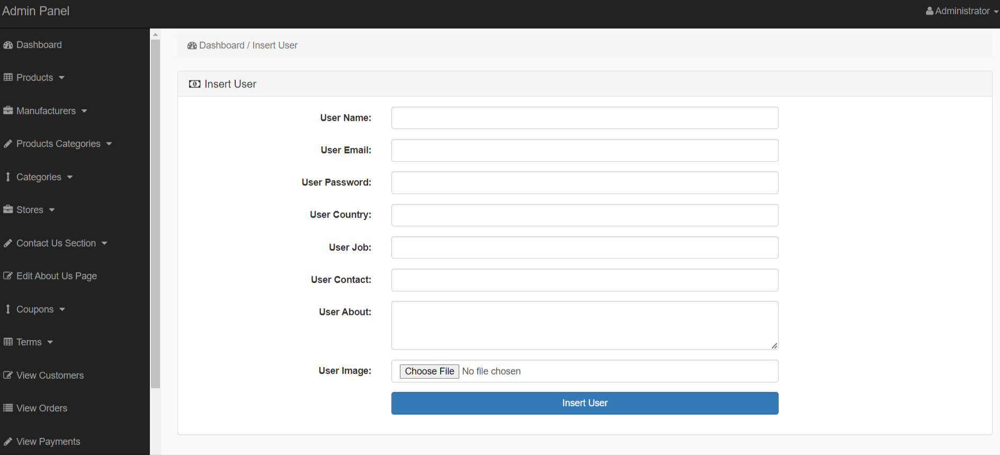 Admin Panel
Administrator
Dashboard
Products
Manufacturers
Products Categories
Categories
Stores
Contact Us Section
Edit About Us Page
Coupons
Terms
View Customers
View Orders
View Payments
Dashboard / Insert User
Insert User
User Name:
User Email:
User Password:
User Country:
User Job:
User Contact:
User About:
User Image:
Choose File No file chosen
Insert User